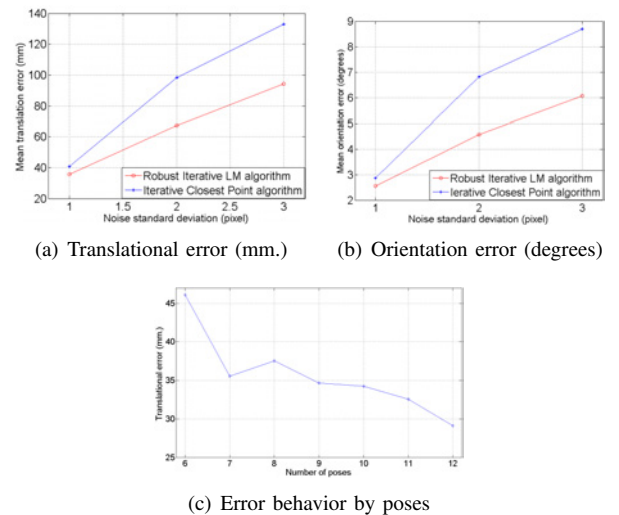 140
120
100
80
60
40
20
Mean translation error (mm)
1
1.5
2
2.5
3
Noise standard deviation (pixel)
Robust Iterative LM algorithm
Iterative Closest Point algorithm
(a) Translational error (mm.)
9
8
7
6
5
4
3
2
Mean orientation error (degrees)
1
2
3
Noise standard deviation (pixel)
Robust Iterative LM algorithm
Ierative Closest Point algorithm
(b) Orientation error (degrees)
45
40
35
30
25
Translational error (mm.)
6
7
8
9
10
11
12
Number of poses
(c) Error behavior by poses